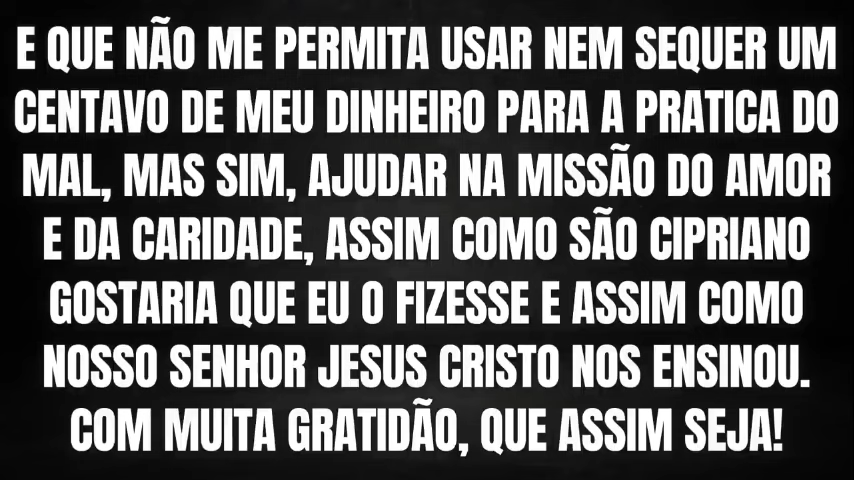 E QUE NÃO ME PERMITA USAR NEM SEQUER UM
CENTAVO DE MEU DINHEIRO PARA A PRATICA DO
MAL, MAS SIM, AJUDAR NA MISSÃO DO AMOR
E DA CARIDADE, ASSIM COMO SÃO CIPRIANO
GOSTARIA QUE EU O FIZESSE E ASSIM COMO
NOSSO SENHOR JESUS CRISTO NOS ENSINOU.
COM MUITA GRATIDÃO, QUE ASSIM SEJA!